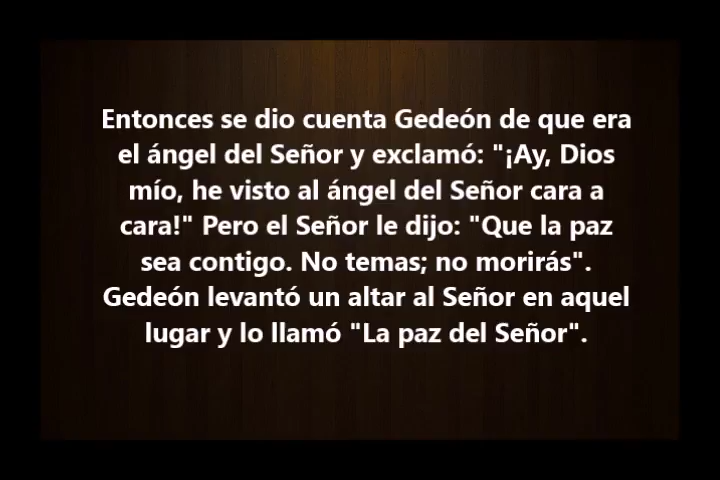 Entonces se dio cuenta Gedeón de que era
el ángel del Señor y exclamó: "¡Ay, Dios
mío, he visto al ángel del Señor cara a
cara!" Pero el Señor le dijo: "Que la paz
sea contigo. No temas; no morirás".
Gedeón levantó un altar al Señor en aquel
lugar y lo llamó "La paz del Señor".